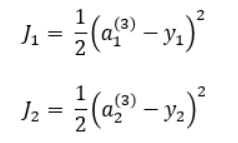 J₁ = 1/2 (a₁⁽³⁾ − y₁)²
J₂ = 1/2 (a₂⁽³⁾ − y₂)²